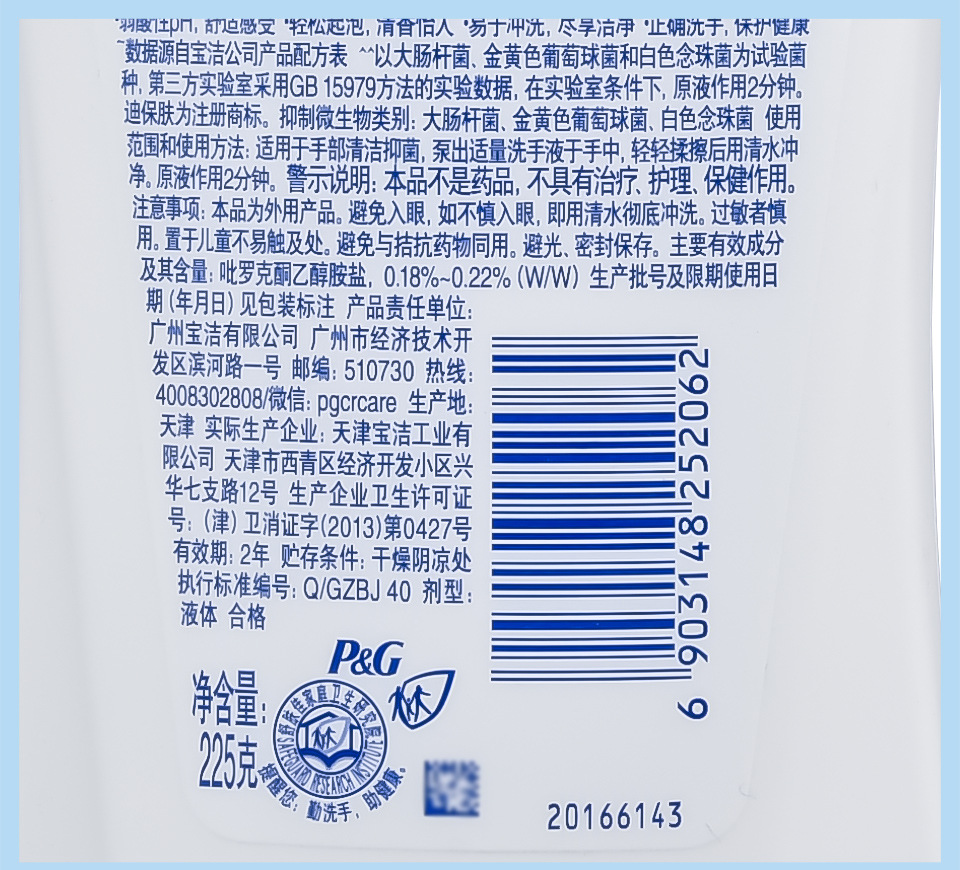 弱酸性pH, 舒适感受 *轻松起泡, 清香怡人 *易于冲洗, 尽享洁净 *正确洗手, 保护健康
~数据源自宝洁公司产品配方表 ^^以大肠杆菌、金黄色葡萄球菌和白色念珠菌为试验菌
种, 第三方实验室采用GB 15979方法的实验数据, 在实验室条件下, 原液作用2分钟。
迪保肤为注册商标。抑制微生物类别: 大肠杆菌、金黄色葡萄球菌、白色念珠菌 使用
范围和使用方法: 适用于手部清洁抑菌, 泵出适量洗手液于手中, 轻轻揉擦后用清水冲
净。原液作用2分钟。警示说明: 本品不是药品, 不具有治疗、护理、保健作用。
注意事项: 本品为外用产品。避免入眼, 如不慎入眼, 即用清水彻底冲洗。过敏者慎
用。置于儿童不易触及处。避免与拮抗药物同用。避光、密封保存。主要有效成分
及其含量: 吡罗克酮乙醇胺盐, 0.18%~0.22% (W/W) 生产批号及限期使用日
期 (年月日) 见包装标注 产品责任单位:
广州宝洁有限公司 广州市经济技术开
发区滨河路一号 邮编: 510730 热线:
4008302808/微信: pgcrcare 生产地:
天津 实际生产企业: 天津宝洁工业有
限公司 天津市西青区经济开发小区兴
华七支路12号 生产企业卫生许可证
号: (津) 卫消证字(2013)第0427号
有效期: 2年 贮存条件: 干燥阴凉处
执行标准编号: Q/GZBJ 40 剂型:
液体 合格
6 903148 252062
P&G
净含量:
225克
舒肤佳家庭卫生研究院
SAFEGUARD RESEARCH INSTITUTE
提醒您: 勤洗手, 助健康。
20166143